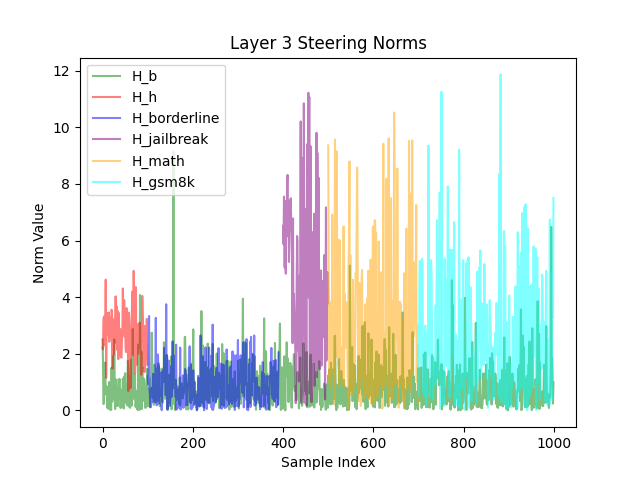 Layer 3 Steering Norms
H_b
H_h
H_borderline
H_jailbreak
H_math
H_gsm8k
12
10
8
6
4
2
0
Norm Value
0 200 400 600 800 1000
Sample Index